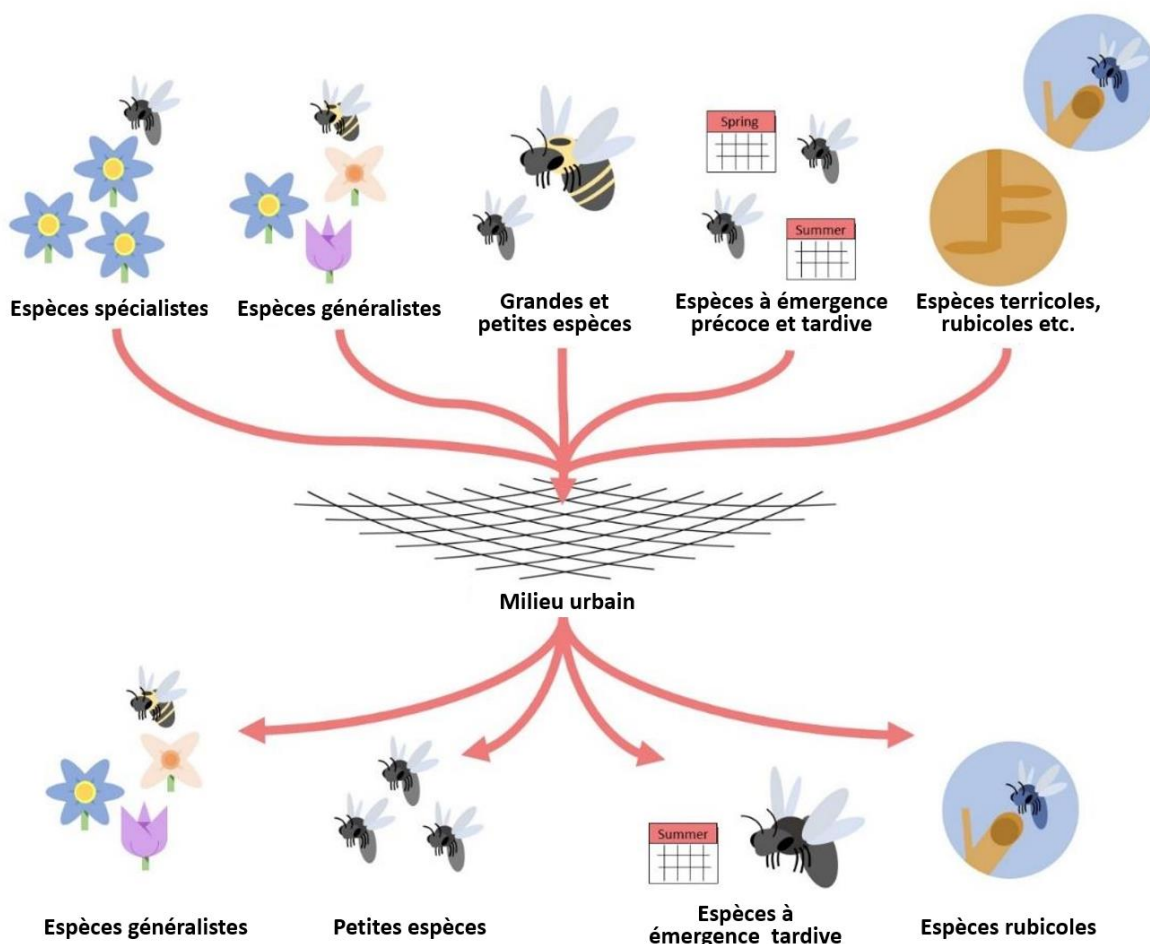 Spring
Summer
Espèces spécialistes
Espèces généralistes
Grandes et
petites espèces
Espèces à émergence
précoce et tardive
Espèces terricoles,
rubicoles etc.
Milieu urbain
Summer
Espèces généralistes
Petites espèces
Espèces à
émergence tardive
Espèces rubicoles